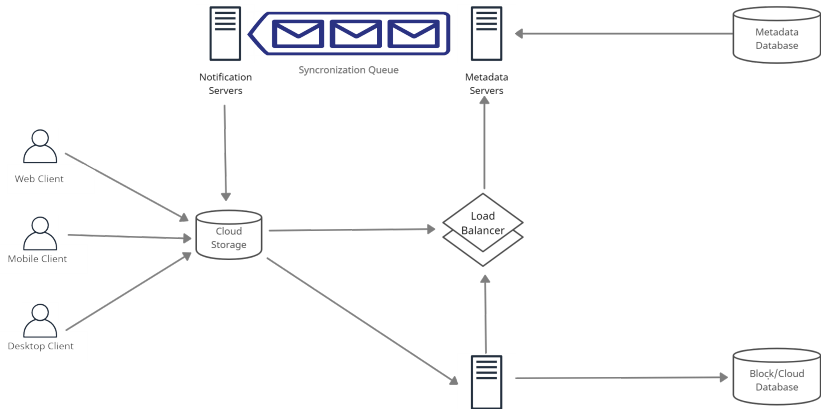 Metadata
Database
Syncronization Queue
Notification
Servers
Metadata
Servers
Web Client
Cloud
Storage
Load
Balancer
Mobile Client
Desktop Client
Block/Cloud
Database